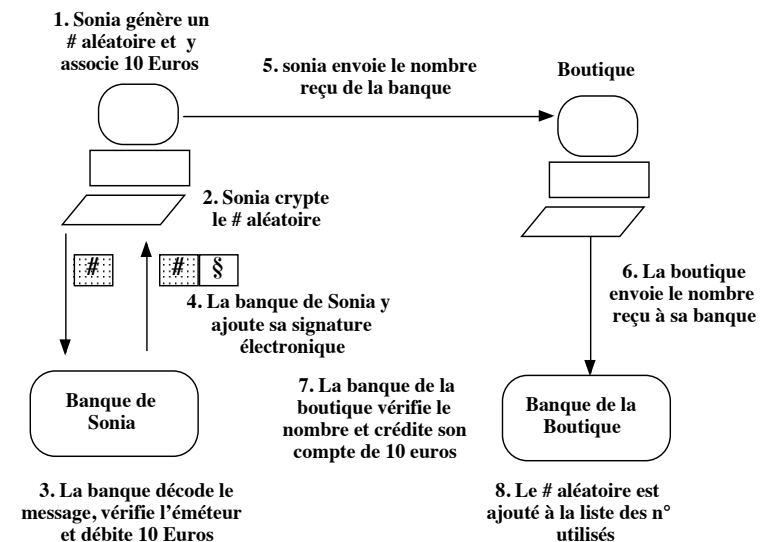 1. Sonia génère un
# aléatoire et y
associe 10 Euros
5. sonia envoie le nombre
reçu de la banque
Boutique
2. Sonia crypte
le # aléatoire
#
# §
4. La banque de Sonia y
ajoute sa signature
électronique
6. La boutique
envoie le nombre
reçu à sa banque
Banque de
Sonia
7. La banque de la
boutique vérifie le
nombre et crédite son
compte de 10 euros
Banque de la
Boutique
3. La banque décode le
message, vérifie l'éméteur
et débite 10 Euros
8. Le # aléatoire est
ajouté à la liste des n°
utilisés